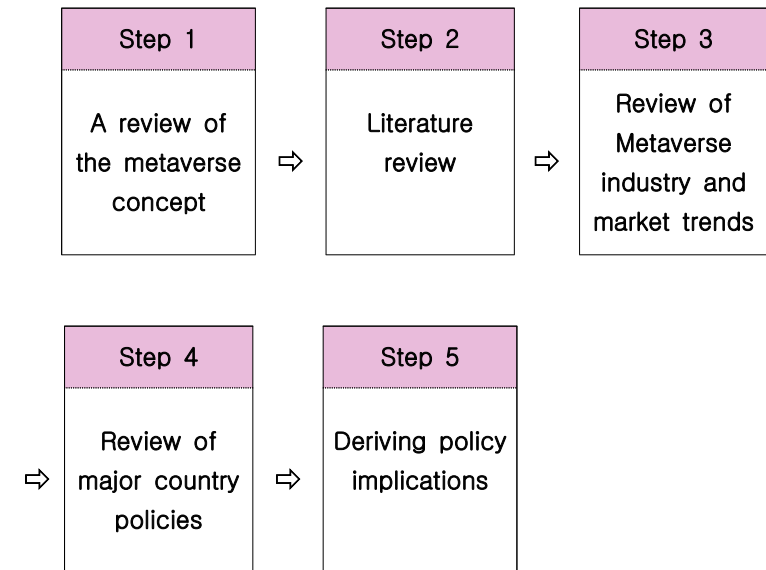 Step 1
A review of
the metaverse
concept
⇨
Step 2
Literature
review
⇨
Step 3
Review of
Metaverse
industry and
market trends
⇨
Step 4
Review of
major country
policies
⇨
Step 5
Deriving policy
implications